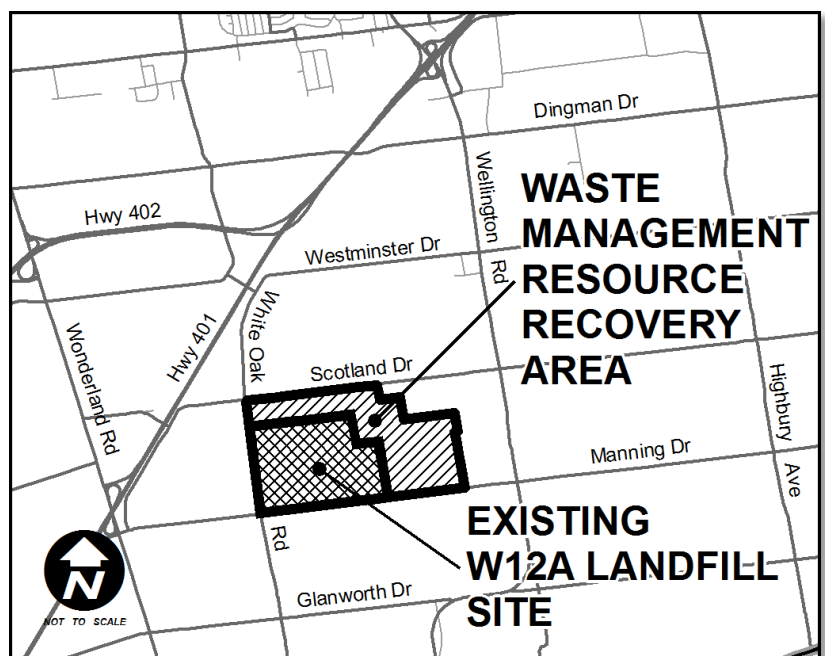 Dingman Dr
Wellington Rd
WASTE
MANAGEMENT
RESOURCE
RECOVERY
AREA
Hwy 402
Westminster Dr
White Oak Rd
Hwy 401
Wonderland Rd
Scotland Dr
Highbury Ave
Manning Dr
EXISTING
W12A LANDFILL
SITE
Glanworth Dr
N
NOT TO SCALE